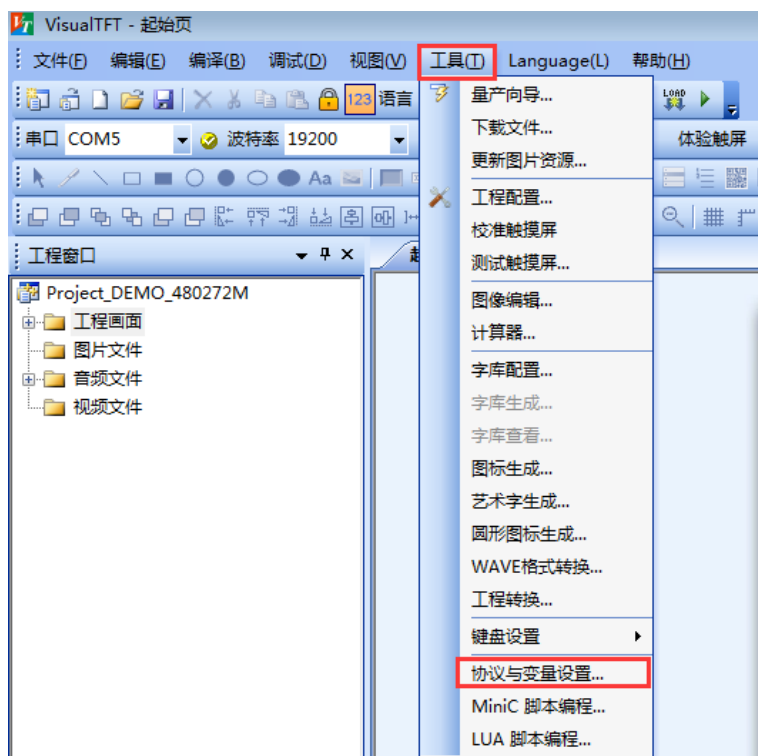 VisualTFT - 起始页
文件(F) 编辑(E) 编译(B) 调试(D) 视图(V) 工具(T) Language(L) 帮助(H)
123 语言 LOAD
串口 COM5 波特率 19200 体验触屏
Aa
工程窗口
Project_DEMO_480272M
工程画面
图片文件
音频文件
视频文件
量产向导...
下载文件...
更新图片资源...
工程配置...
校准触摸屏
测试触摸屏...
图像编辑...
计算器...
字库配置...
字库生成...
字库查看...
图标生成...
艺术字生成...
圆形图标生成...
WAVE格式转换...
工程转换...
键盘设置
协议与变量设置...
MiniC 脚本编程...
LUA 脚本编程...